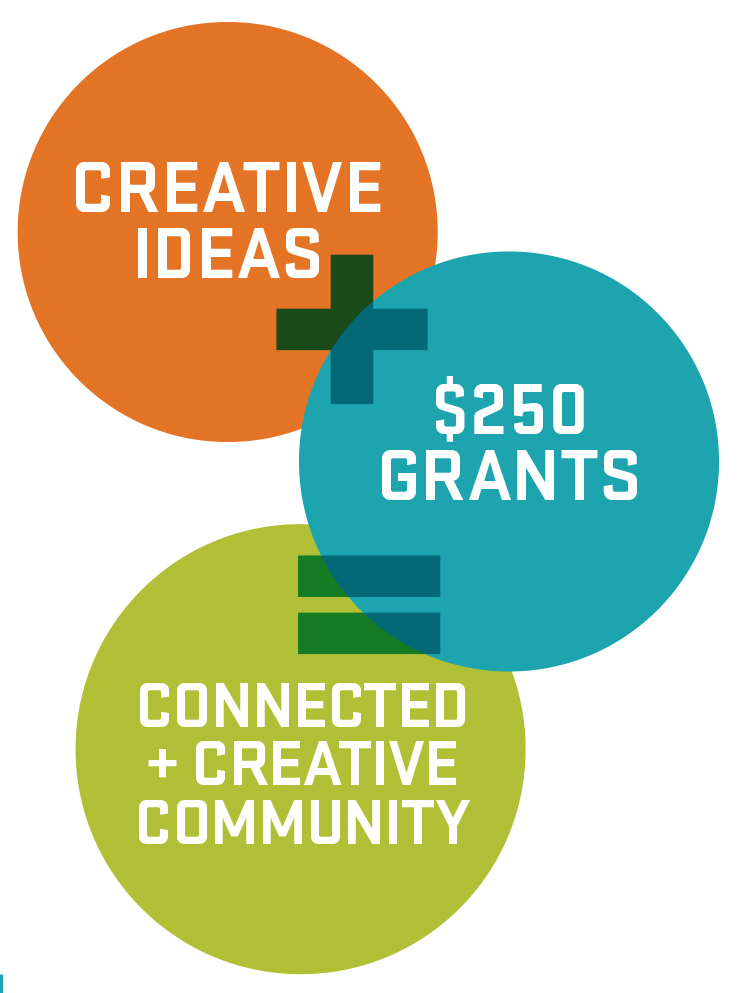 CREATIVE
IDEAS
+
$250
GRANTS
=
CONNECTED
+ CREATIVE
COMMUNITY